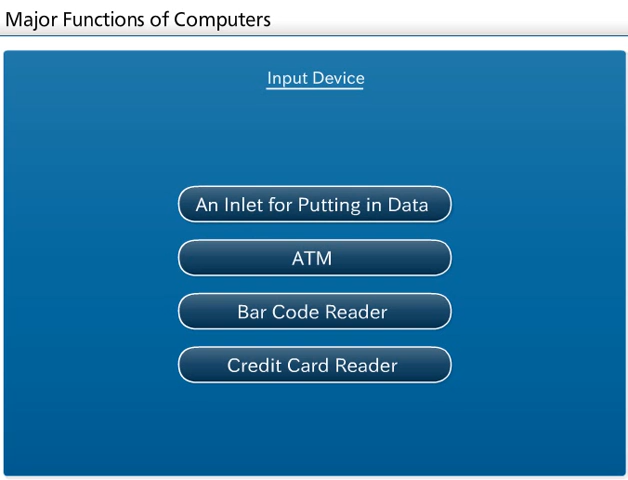 Major Functions of Computers
Input Device
An Inlet for Putting in Data
ATM
Bar Code Reader
Credit Card Reader